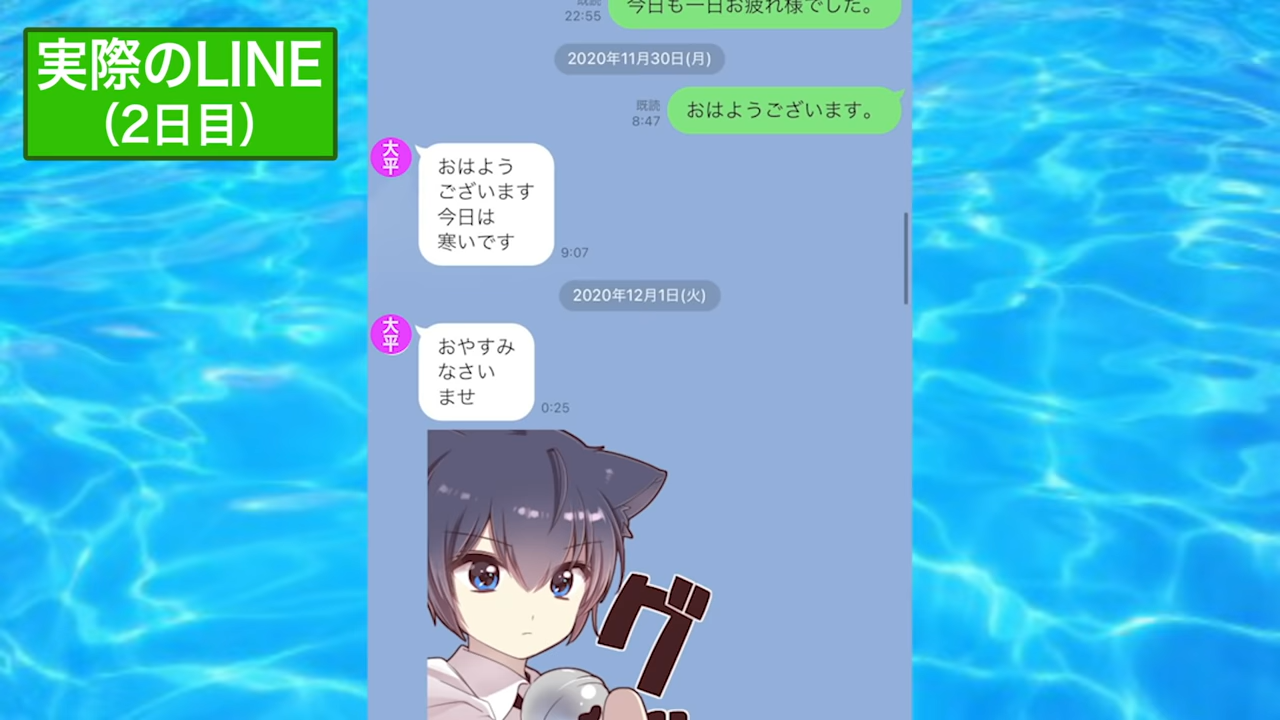 実際のLINE
(2日目)
今日も一日お疲れ様でした。
既読
22:55
2020年11月30日(月)
既読
8:47
おはようございます。
大平
おはよう
ございます
今日は
寒いです
9:07
2020年12月1日(火)
大平
おやすみ
なさい
ませ
0:25
グ